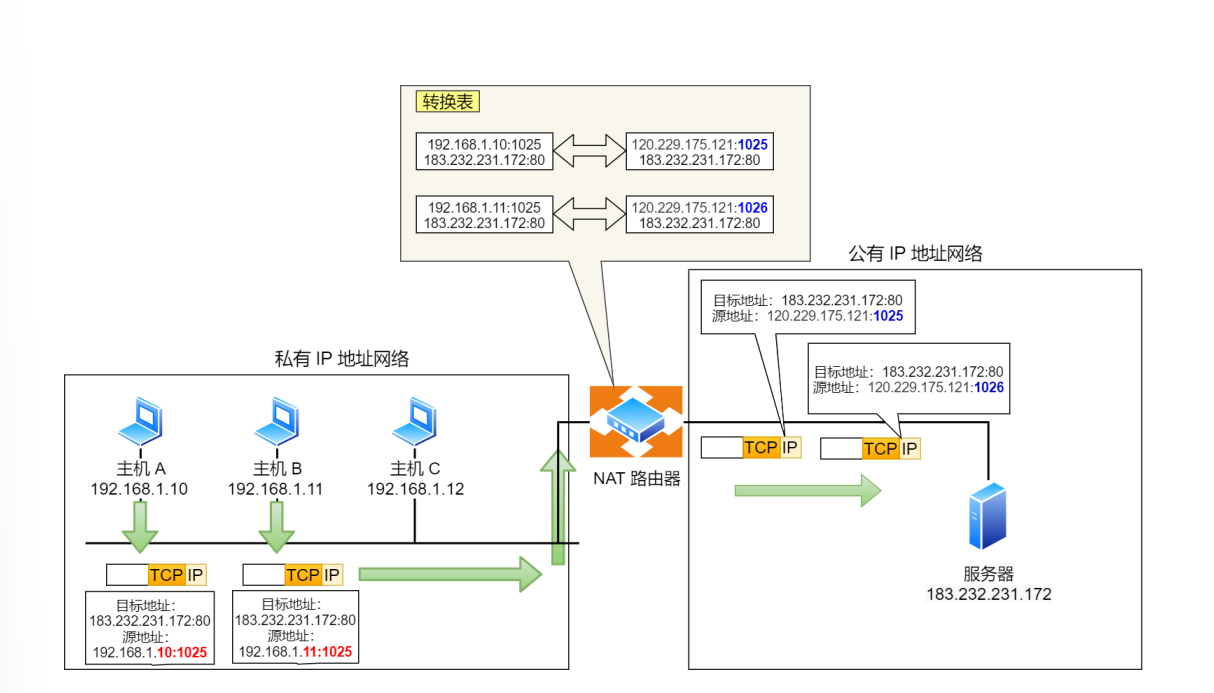 转换表
192.168.1.10:1025
183.232.231.172:80
120.229.175.121:1025
183.232.231.172:80
192.168.1.11:1025
183.232.231.172:80
120.229.175.121:1026
183.232.231.172:80
公有 IP 地址网络
目标地址：183.232.231.172:80
源地址：120.229.175.121:1025
目标地址：183.232.231.172:80
源地址：120.229.175.121:1026
私有 IP 地址网络
主机 A
192.168.1.10
主机 B
192.168.1.11
主机 C
192.168.1.12
NAT 路由器
TCP IP
TCP IP
TCP IP
TCP IP
目标地址：
183.232.231.172:80
源地址：
192.168.1.10:1025
目标地址：
183.232.231.172:80
源地址：
192.168.1.11:1025
服务器
183.232.231.172